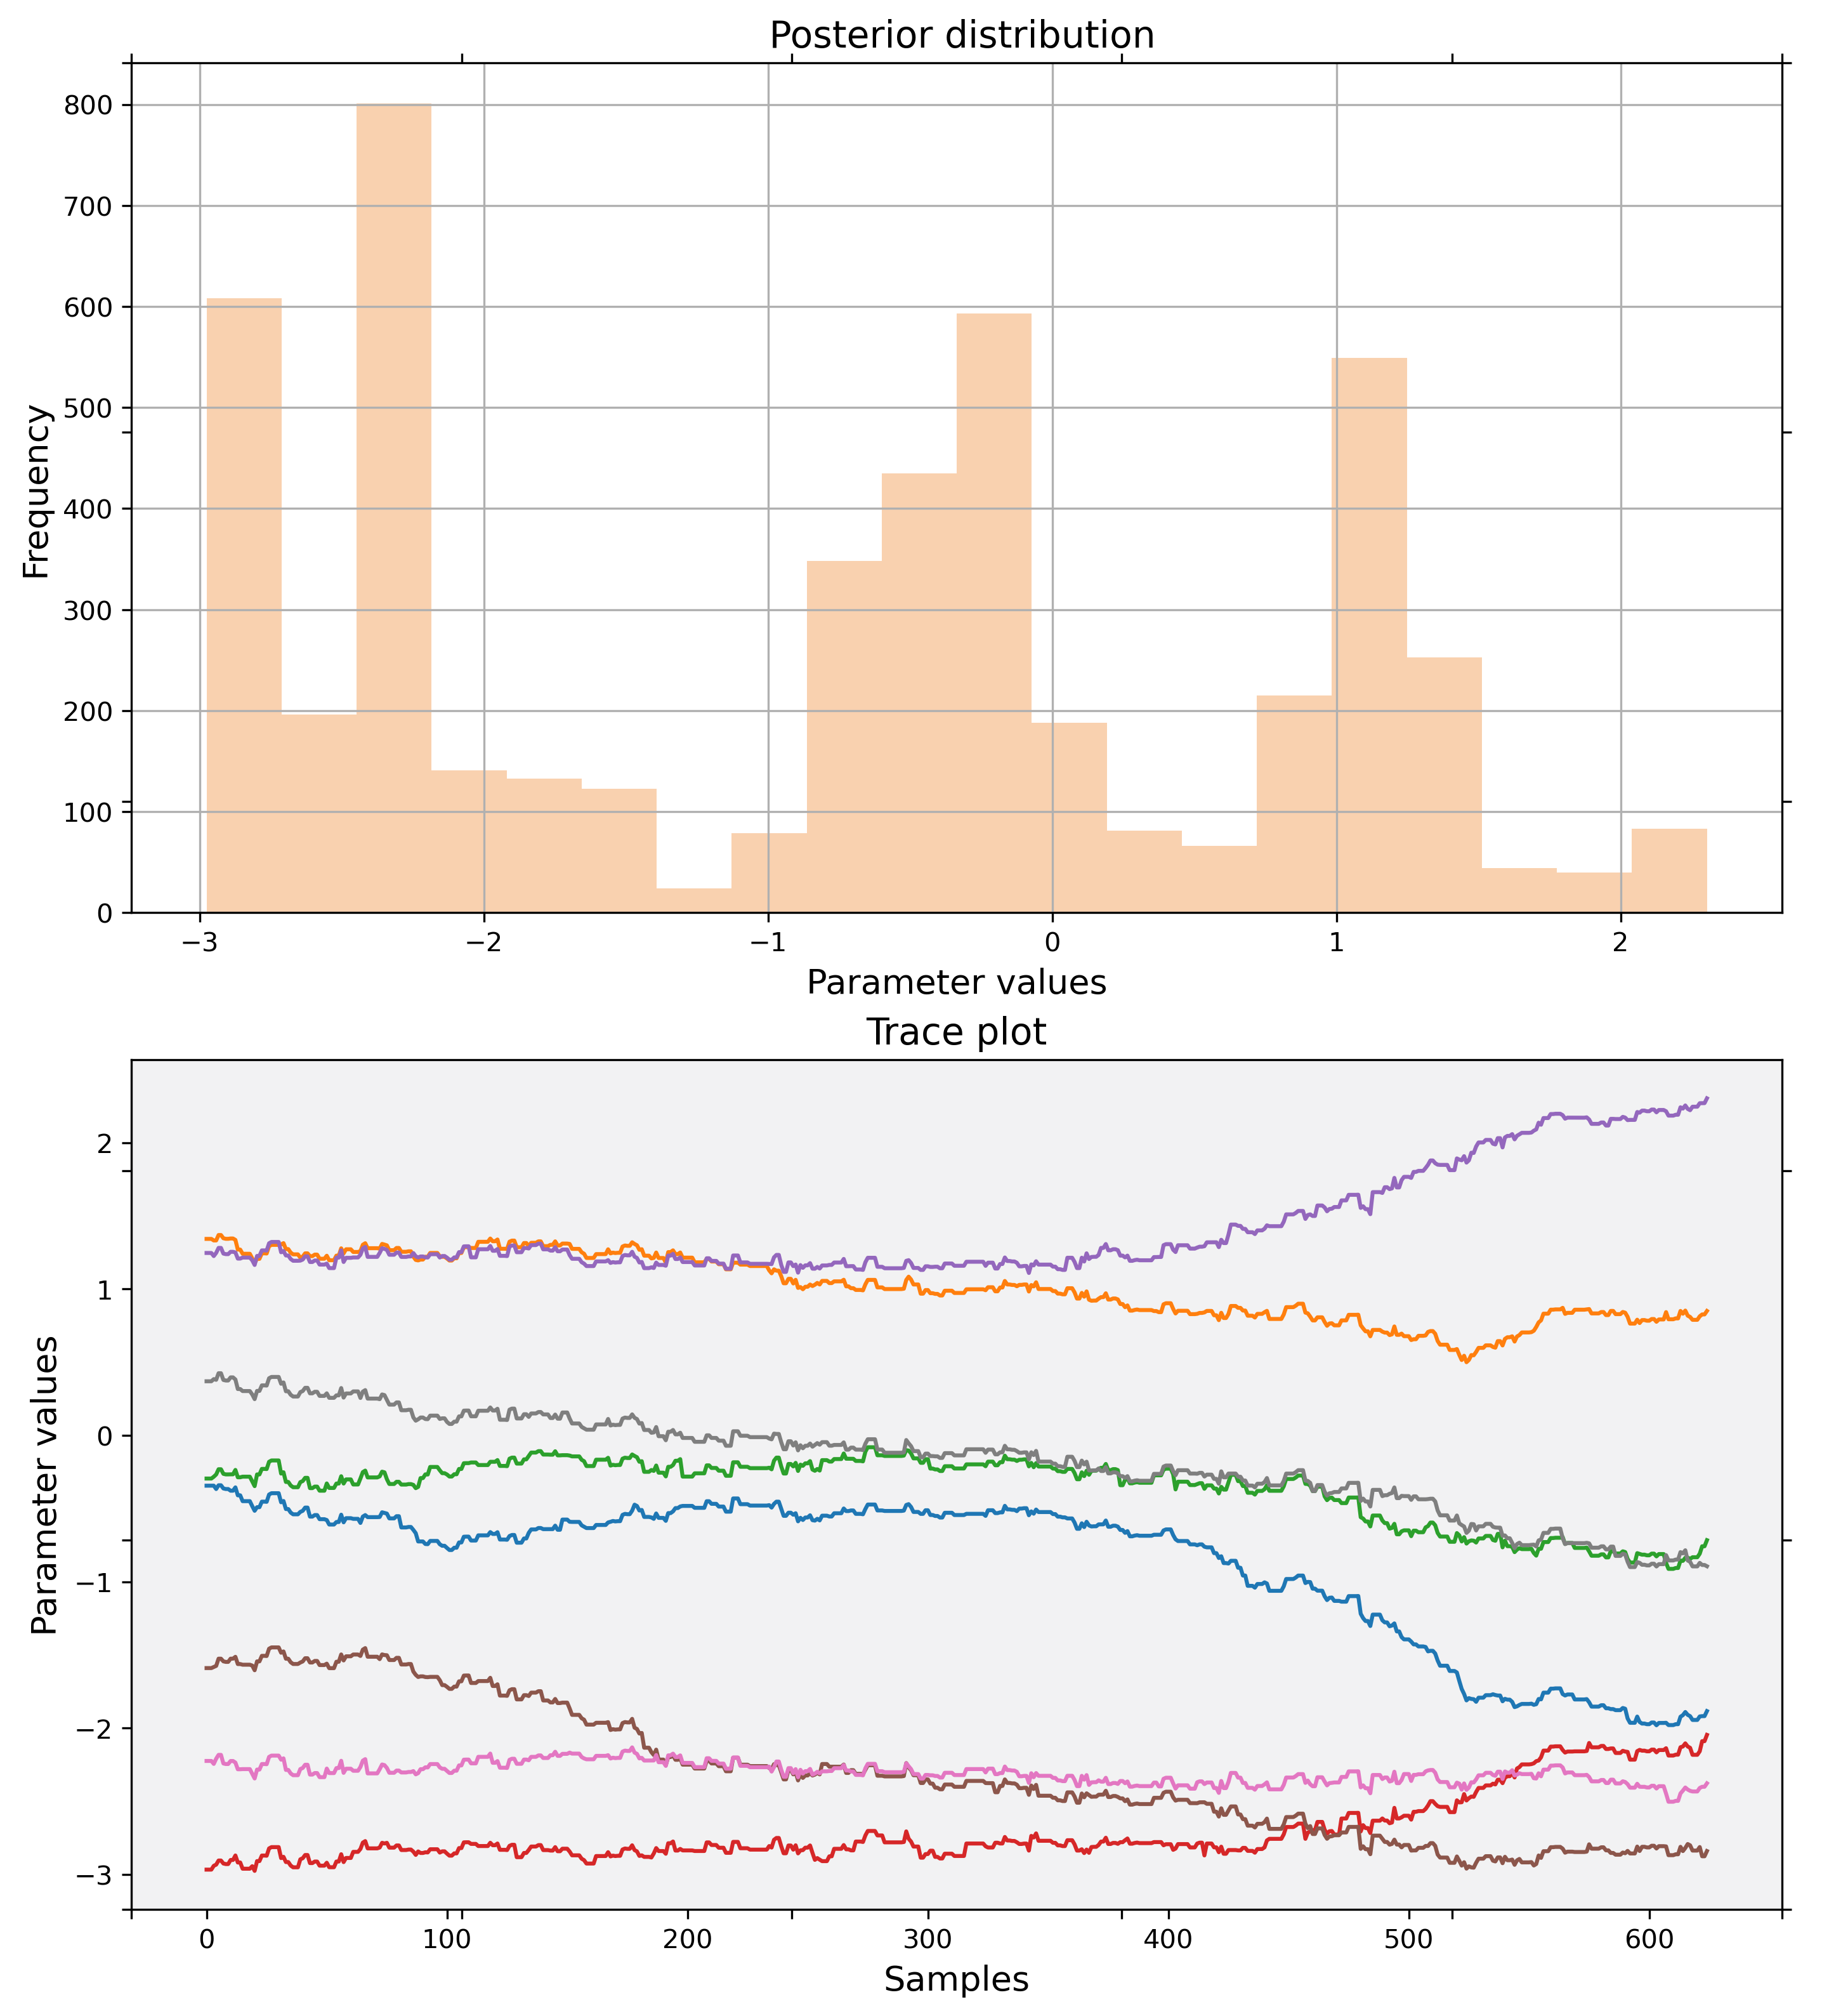 Posterior distribution
800
700
600
500
400
300
200
100
0
Frequency
−3 −2 −1 0 1 2
Parameter values
Trace plot
2
1
0
−1
−2
−3
Parameter values
0 100 200 300 400 500 600
Samples